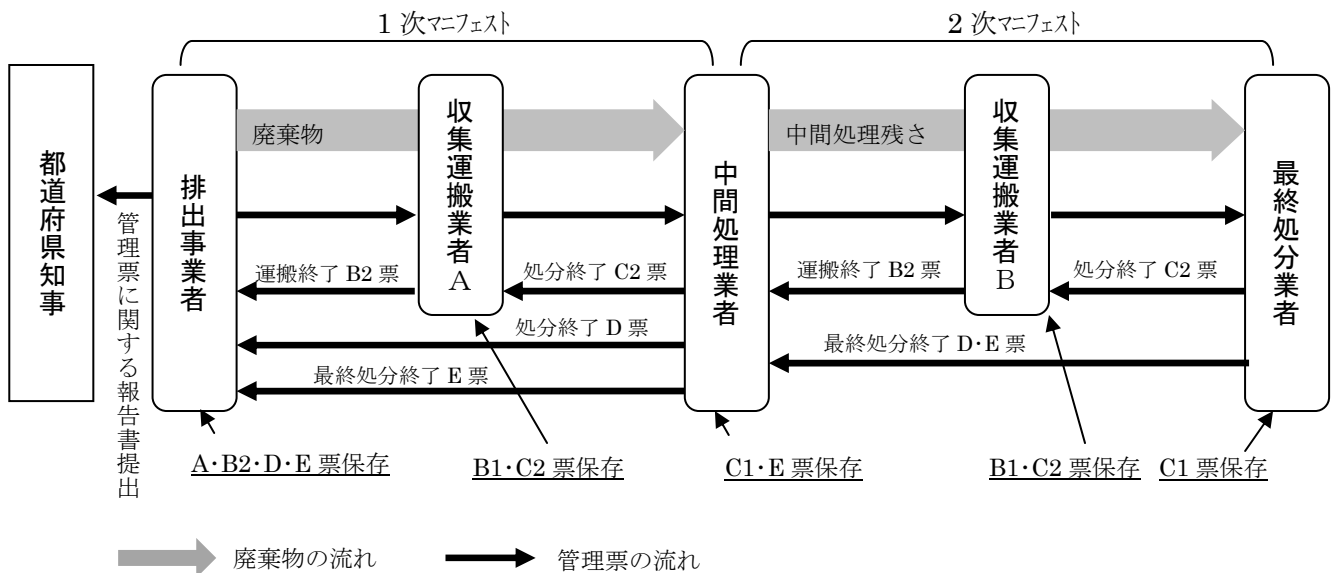 1 次マニフェスト
2 次マニフェスト
都道府県知事
管理票に関する報告書提出
排出事業者
廃棄物
収集運搬業者A
中間処理業者
中間処理残さ
収集運搬業者B
最終処分業者
運搬終了 B2 票
処分終了 C2 票
運搬終了 B2 票
処分終了 C2 票
処分終了 D 票
最終処分終了 D・E 票
最終処分終了 E 票
A・B2・D・E 票保存
B1・C2 票保存
C1・E 票保存
B1・C2 票保存
C1 票保存
廃棄物の流れ
管理票の流れ